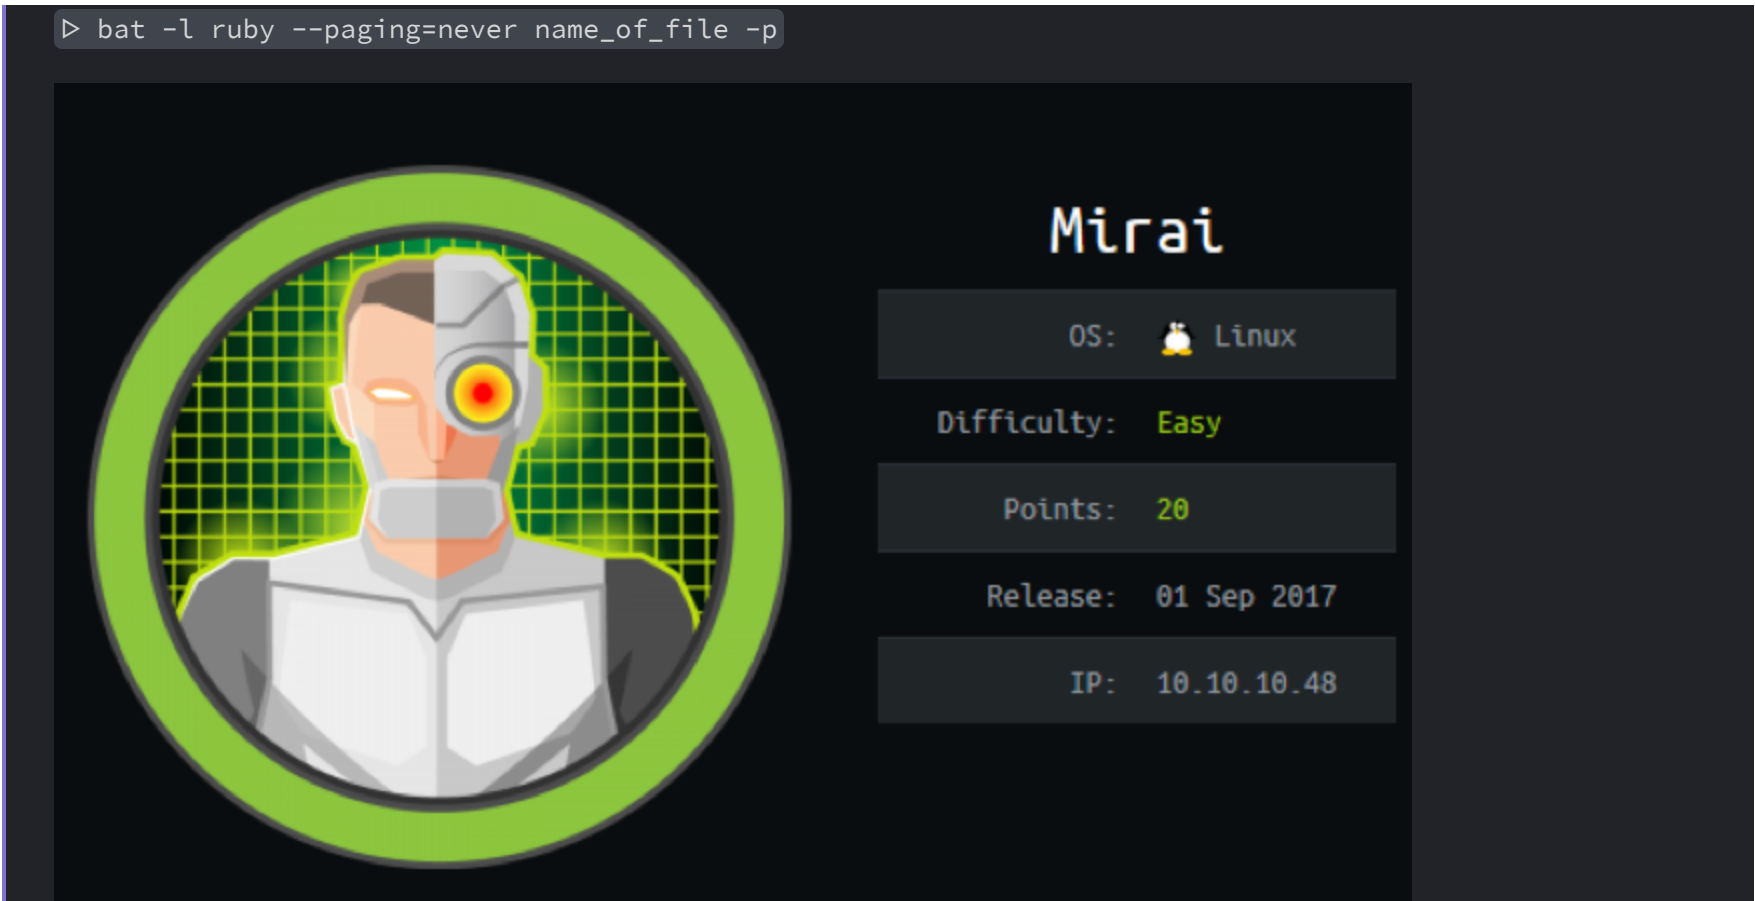 ▷ bat -l ruby --paging=never name_of_file -p
Mirai
OS: Linux
Difficulty: Easy
Points: 20
Release: 01 Sep 2017
IP: 10.10.10.48